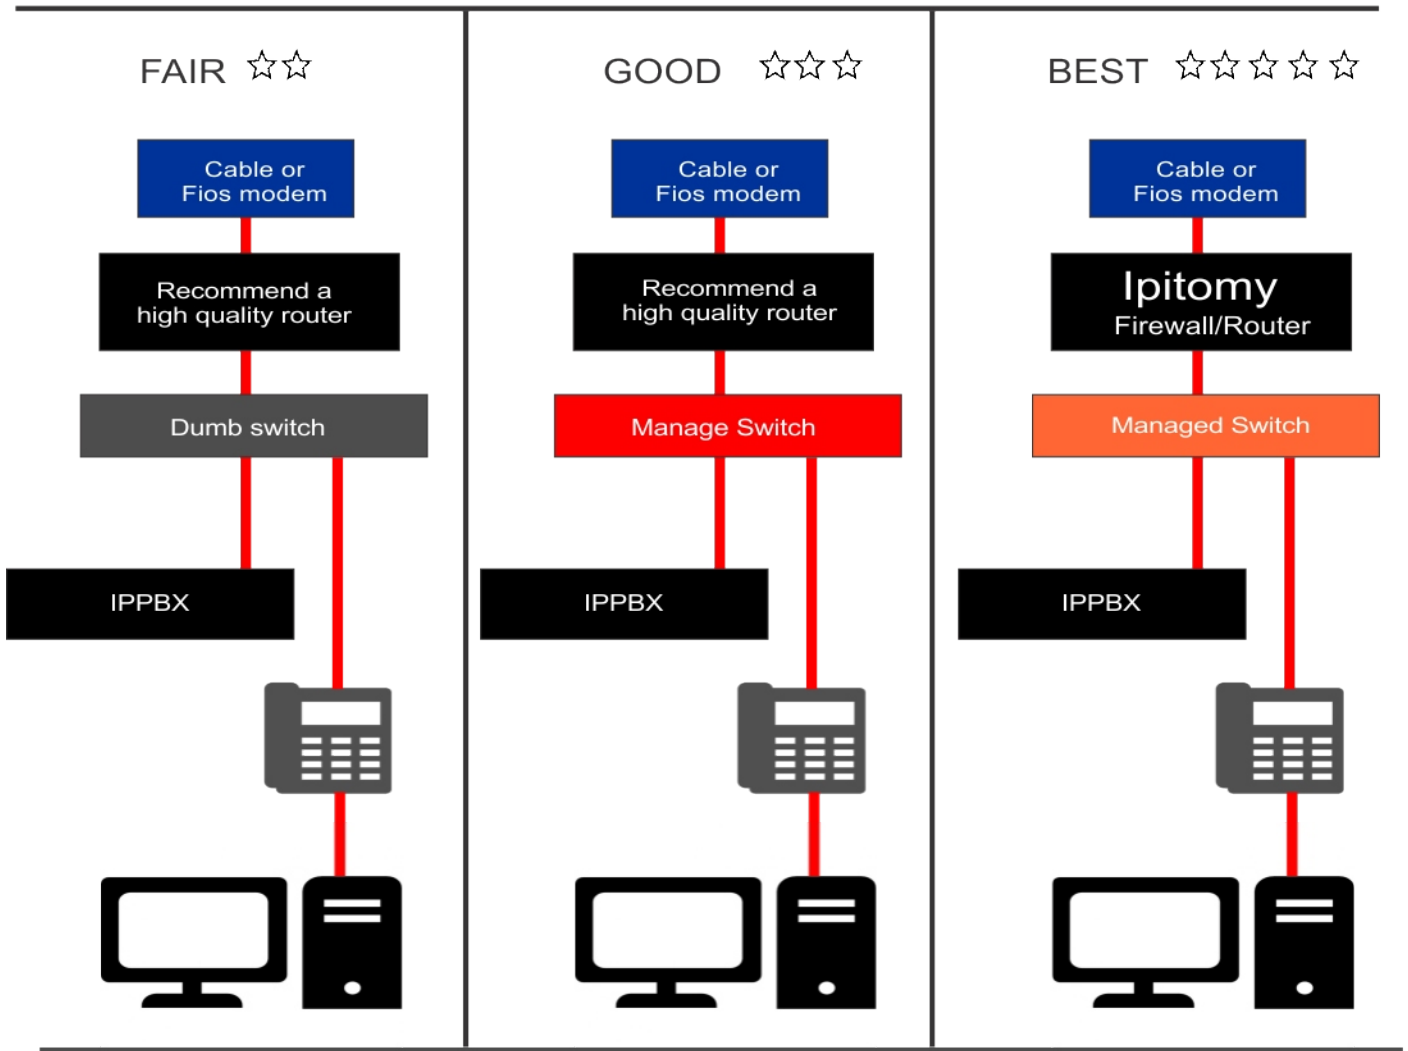 FAIR
Cable or
Fios modem
Recommend a
high quality router
Dumb switch
IPPBX
GOOD
Cable or
Fios modem
Recommend a
high quality router
Manage Switch
IPPBX
BEST
Cable or
Fios modem
Ipitomy
Firewall/Router
Managed Switch
IPPBX